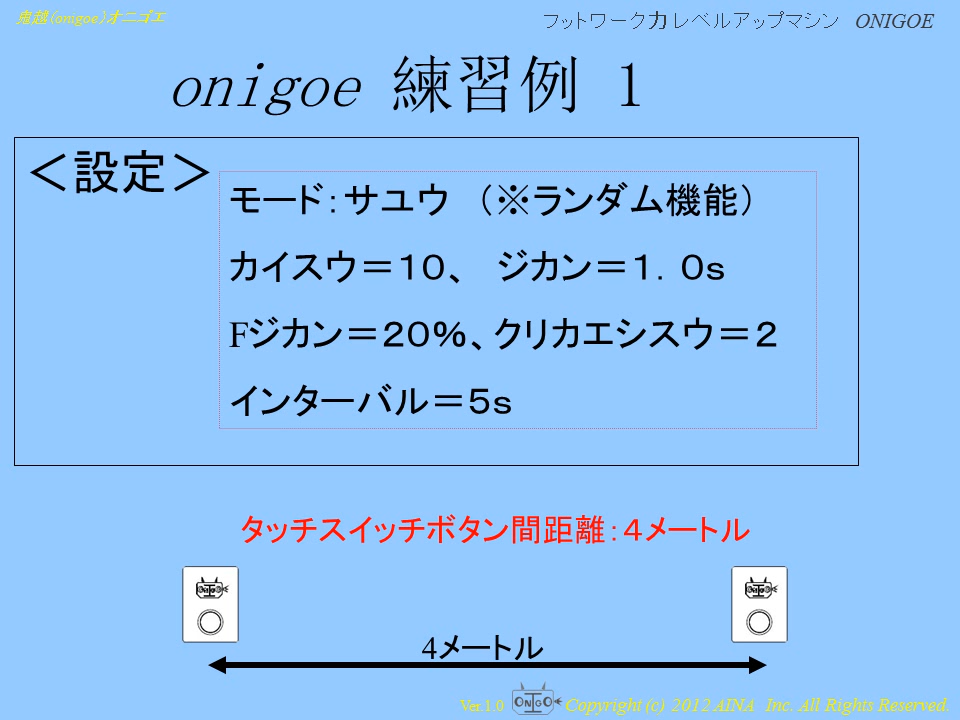 鬼越（onigoe）オニゴエ
フットワーク力 レベルアップマシン　ONIGOE
onigoe 練習例 1
＜設定＞
モード：サユウ　（※ランダム機能）
カイスウ＝１０、　ジカン＝１．０ｓ
Fジカン＝２０％、クリカエシスウ＝２
インターバル＝５ｓ
タッチスイッチボタン間距離：４メートル
ONIGO
ONIGO
4メートル
Ver.1.0
ONIGO
Copyright (c) 2012 AINA Inc. All Rights Reserved.